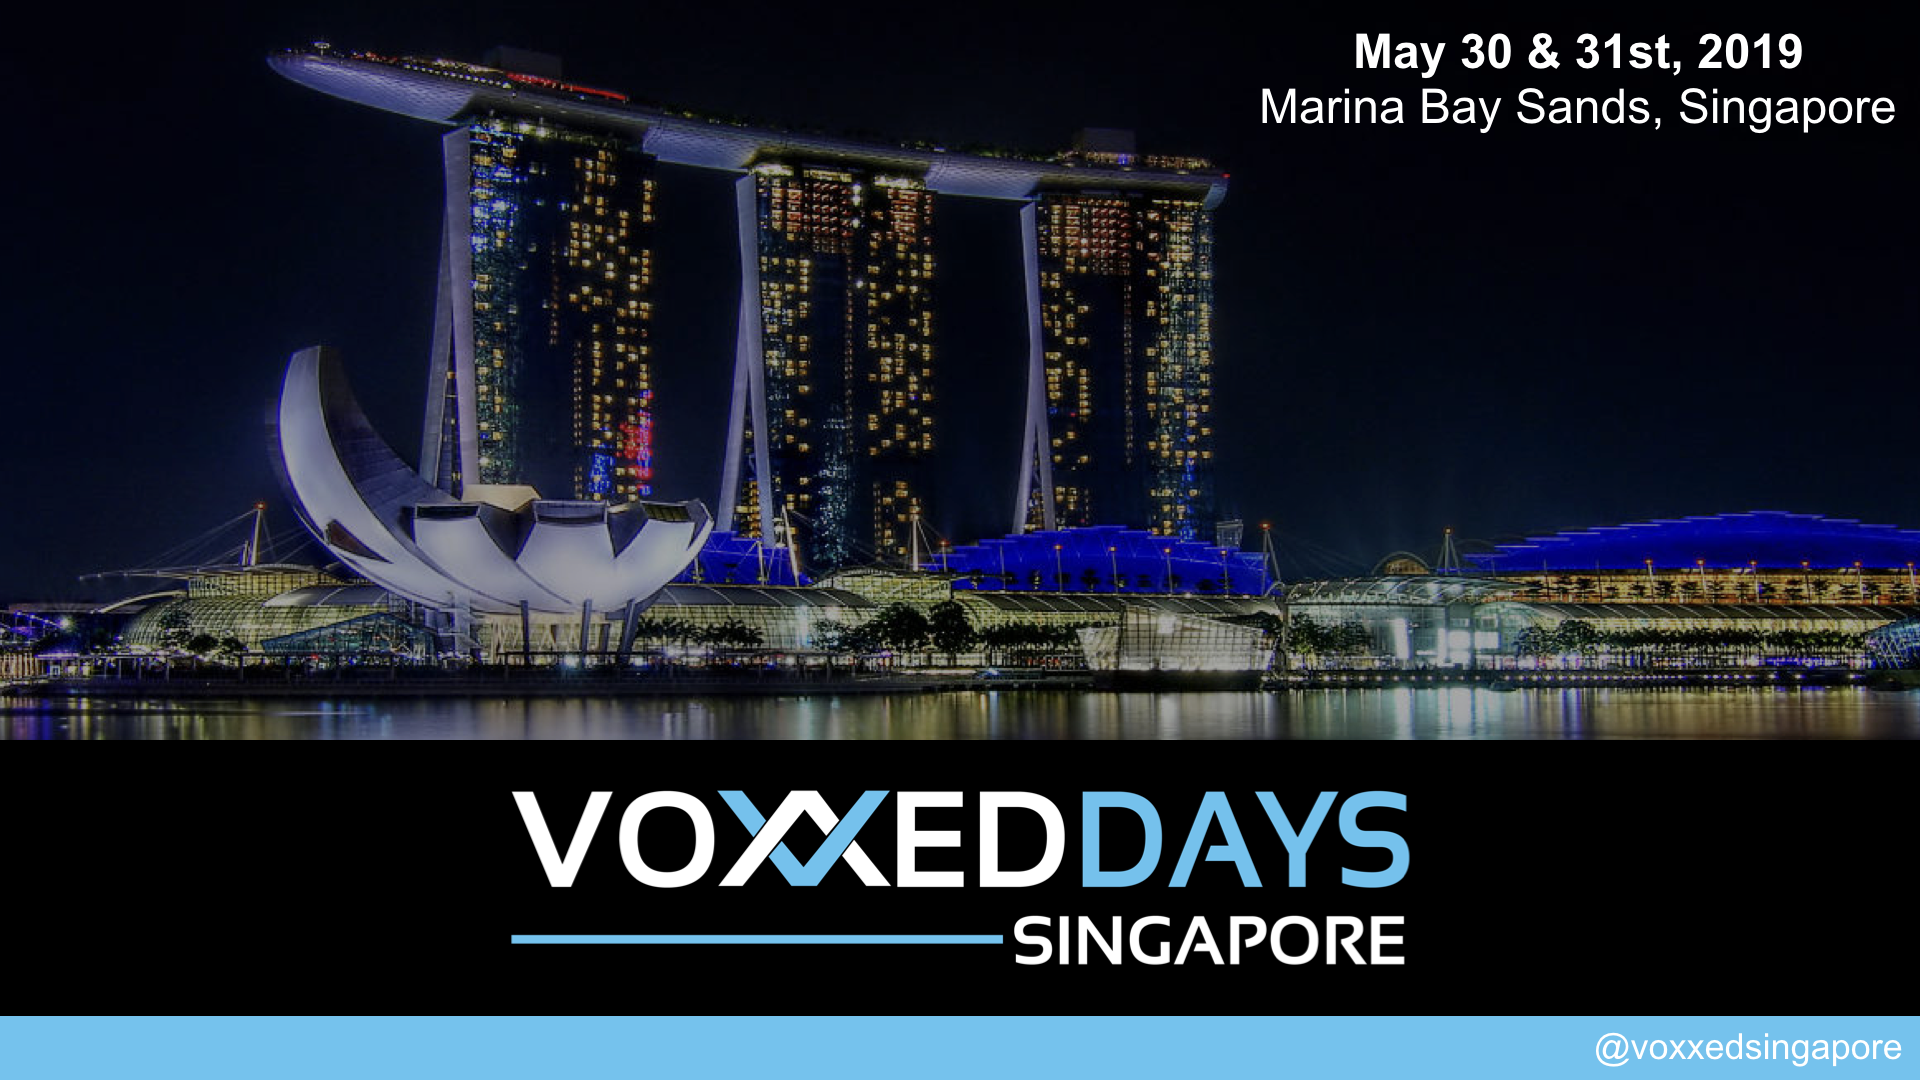 May 30 & 31st, 2019
Marina Bay Sands, Singapore
VOXXEDDAYS
SINGAPORE
@voxxedsingapore